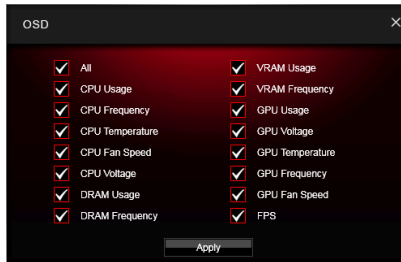 OSD
All
CPU Usage
CPU Frequency
CPU Temperature
CPU Fan Speed
CPU Voltage
DRAM Usage
DRAM Frequency
VRAM Usage
VRAM Frequency
GPU Usage
GPU Voltage
GPU Temperature
GPU Frequency
GPU Fan Speed
FPS
Apply